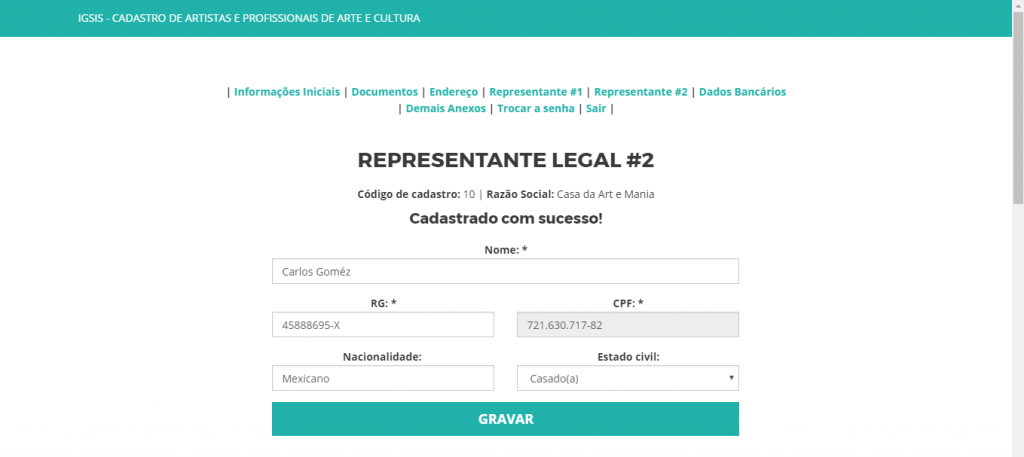 IGSIS - CADASTRO DE ARTISTAS E PROFISSIONAIS DE ARTE E CULTURA
| Informações Iniciais | Documentos | Endereço | Representante #1 | Representante #2 | Dados Bancários
| Demais Anexos | Trocar a senha | Sair |
REPRESENTANTE LEGAL #2
Código de cadastro: 10 | Razão Social: Casa da Art e Mania
Cadastrado com sucesso!
Nome: *
Carlos Goméz
RG: * CPF: *
45888695-X 721.630.717-82
Nacionalidade: Estado civil:
Mexicano Casado(a)
GRAVAR